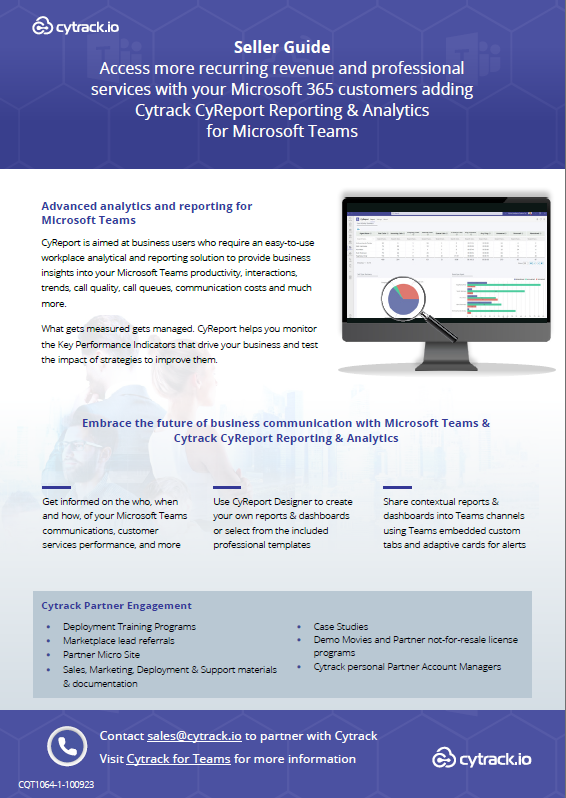 cytrack.io
Seller Guide
Access more recurring revenue and professional
services with your Microsoft 365 customers adding
Cytrack CyReport Reporting & Analytics
for Microsoft Teams
Advanced analytics and reporting for
Microsoft Teams
CyReport is aimed at business users who require an easy-to-use
workplace analytical and reporting solution to provide business
insights into your Microsoft Teams productivity, interactions,
trends, call quality, call queues, communication costs and much
more.
What gets measured gets managed. CyReport helps you monitor
the Key Performance Indicators that drive your business and test
the impact of strategies to improve them.
Embrace the future of business communication with Microsoft Teams &
Cytrack CyReport Reporting & Analytics
Get informed on the who, when
and how, of your Microsoft Teams
communications, customer
services performance, and more
Use CyReport Designer to create
your own reports & dashboards
or select from the included
professional templates
Share contextual reports &
dashboards into Teams channels
using Teams embedded custom
tabs and adaptive cards for alerts
Cytrack Partner Engagement
• Deployment Training Programs
• Marketplace lead referrals
• Partner Micro Site
• Sales, Marketing, Deployment & Support materials
& documentation
• Case Studies
• Demo Movies and Partner not-for-resale license
programs
• Cytrack personal Partner Account Managers
Contact sales@cytrack.io to partner with Cytrack
Visit Cytrack for Teams for more information
cytrack.io
CQT1064-1-100923